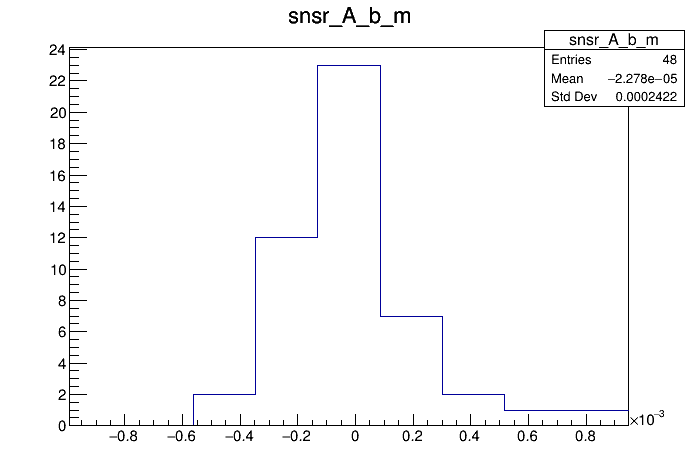 snsr_A_b_m
snsr_A_b_m
Entries 48
Mean −2.278e−05
Std Dev 0.0002422
24
22
20
18
16
14
12
10
8
6
4
2
0
−0.8 −0.6 −0.4 −0.2 0 0.2 0.4 0.6 0.8 ×10⁻³